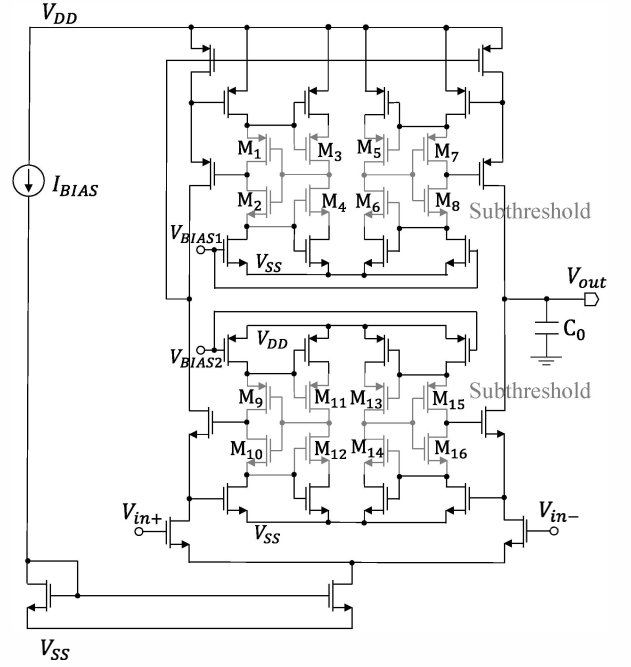 V_DD
I_BIAS
M_1 M_3 M_5 M_7
M_2 M_4 M_6 M_8
Subthreshold
V_BIAS1
V_SS
V_out
C_0
V_DD
V_BIAS2
Subthreshold
M_9 M_11 M_13 M_15
M_10 M_12 M_14 M_16
V_in+
V_SS
V_in−
V_SS